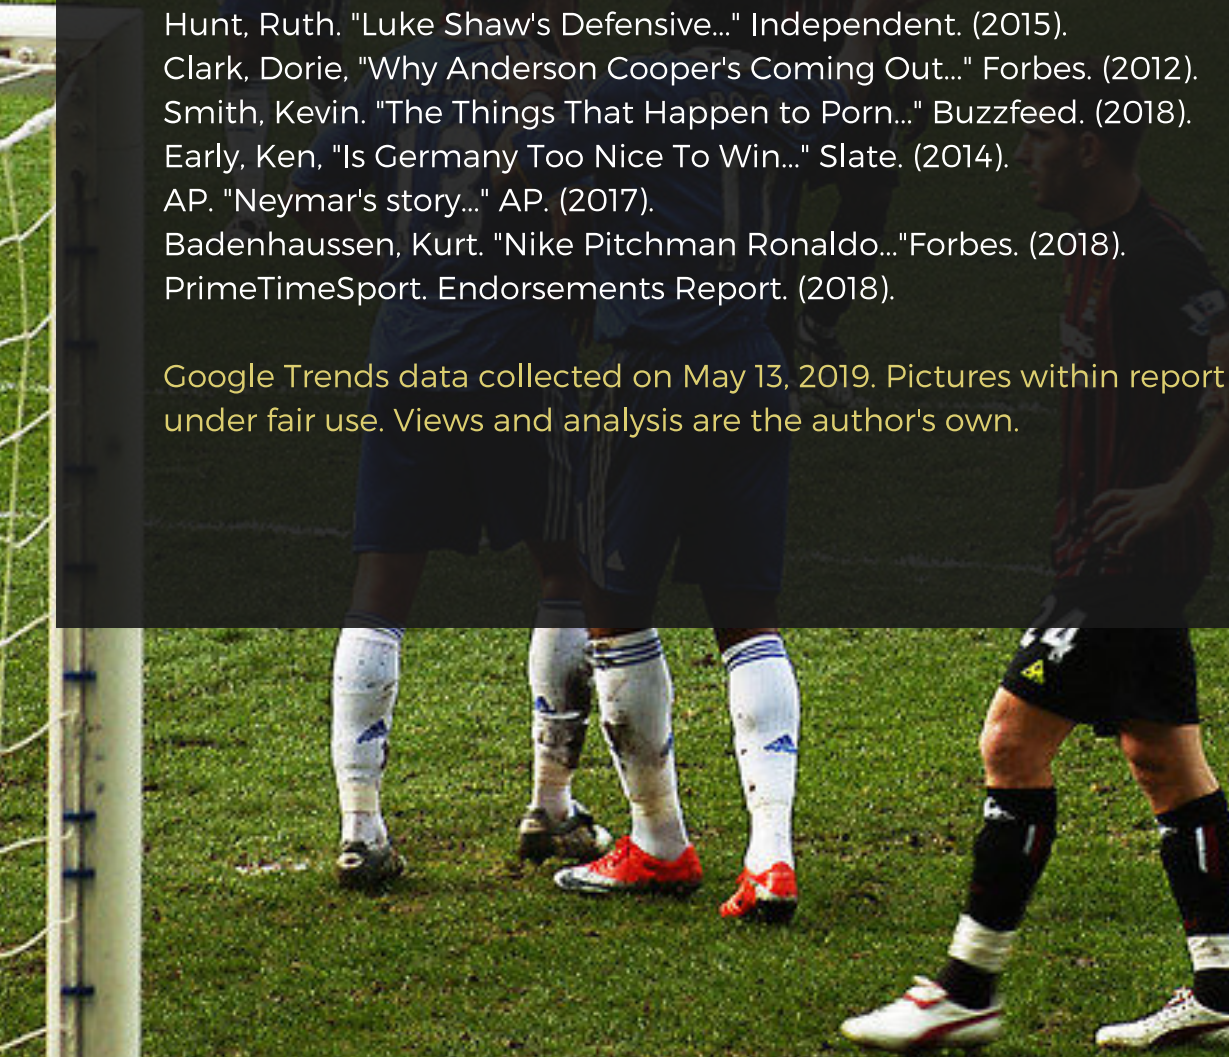 Hunt, Ruth. "Luke Shaw's Defensive..." Independent. (2015).
Clark, Dorie, "Why Anderson Cooper's Coming Out..." Forbes. (2012).
Smith, Kevin. "The Things That Happen to Porn..." Buzzfeed. (2018).
Early, Ken, "Is Germany Too Nice To Win..." Slate. (2014).
AP. "Neymar's story..." AP. (2017).
Badenhaussen, Kurt. "Nike Pitchman Ronaldo..."Forbes. (2018).
PrimeTimeSport. Endorsements Report. (2018).
Google Trends data collected on May 13, 2019. Pictures within report
under fair use. Views and analysis are the author's own.